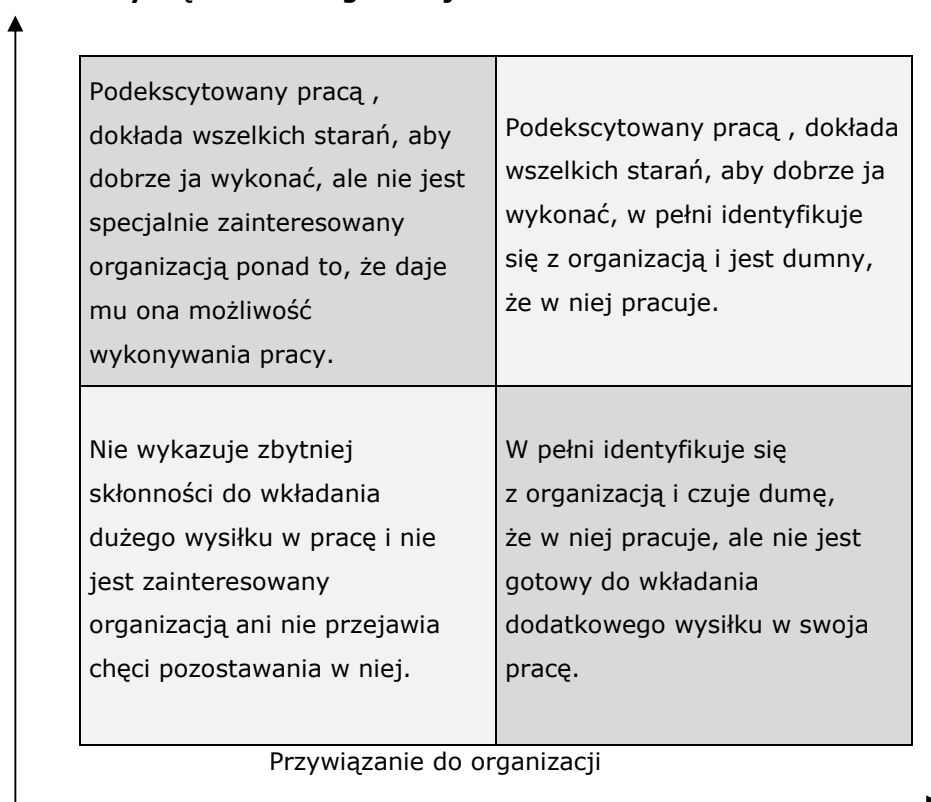 Podekscytowany pracą ,
dokłada wszelkich starań, aby
dobrze ja wykonać, ale nie jest
specjalnie zainteresowany
organizacją ponad to, że daje
mu ona możliwość
wykonywania pracy.
Podekscytowany pracą , dokłada
wszelkich starań, aby dobrze ja
wykonać, w pełni identyfikuje
się z organizacją i jest dumny,
że w niej pracuje.
Nie wykazuje zbytniej
skłonności do wkładania
dużego wysiłku w pracę i nie
jest zainteresowany
organizacją ani nie przejawia
chęci pozostawania w niej.
W pełni identyfikuje się
z organizacją i czuje dumę,
że w niej pracuje, ale nie jest
gotowy do wkładania
dodatkowego wysiłku w swoja
pracę.
Przywiązanie do organizacji